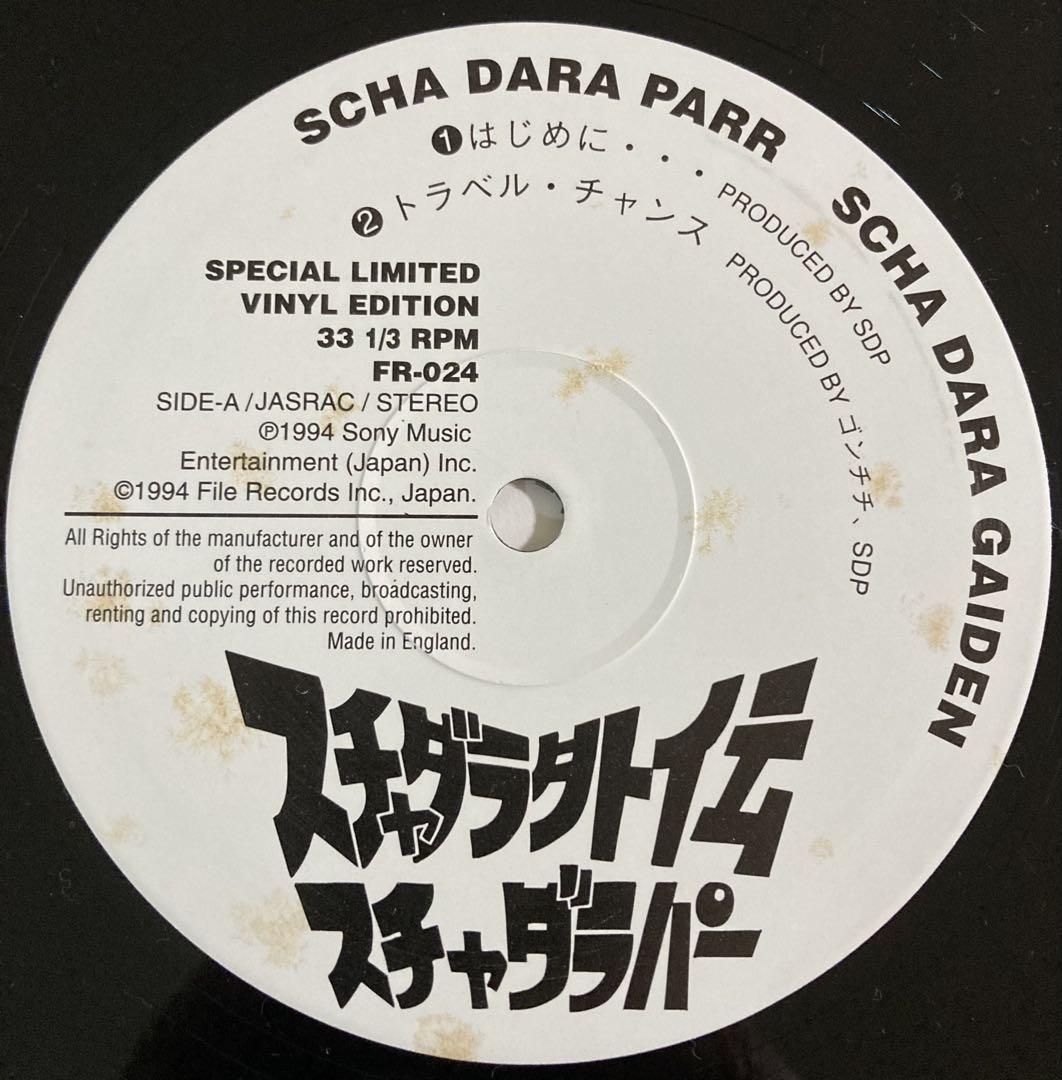 SCHA DARA PARR SCHA DARA GAIDEN
❶はじめに・・・PRODUCED BY SDP
❷トラベル・チャンス PRODUCED BY ゴンチチ、SDP
SPECIAL LIMITED
VINYL EDITION
33 1/3 RPM
FR-024
SIDE-A /JASRAC / STEREO
℗1994 Sony Music
Entertainment (Japan) Inc.
©1994 File Records Inc., Japan.
All Rights of the manufacturer and of the owner
of the recorded work reserved.
Unauthorized public performance, broadcasting,
renting and copying of this record prohibited.
Made in England.
スチャダラ外伝
スチャダラパー